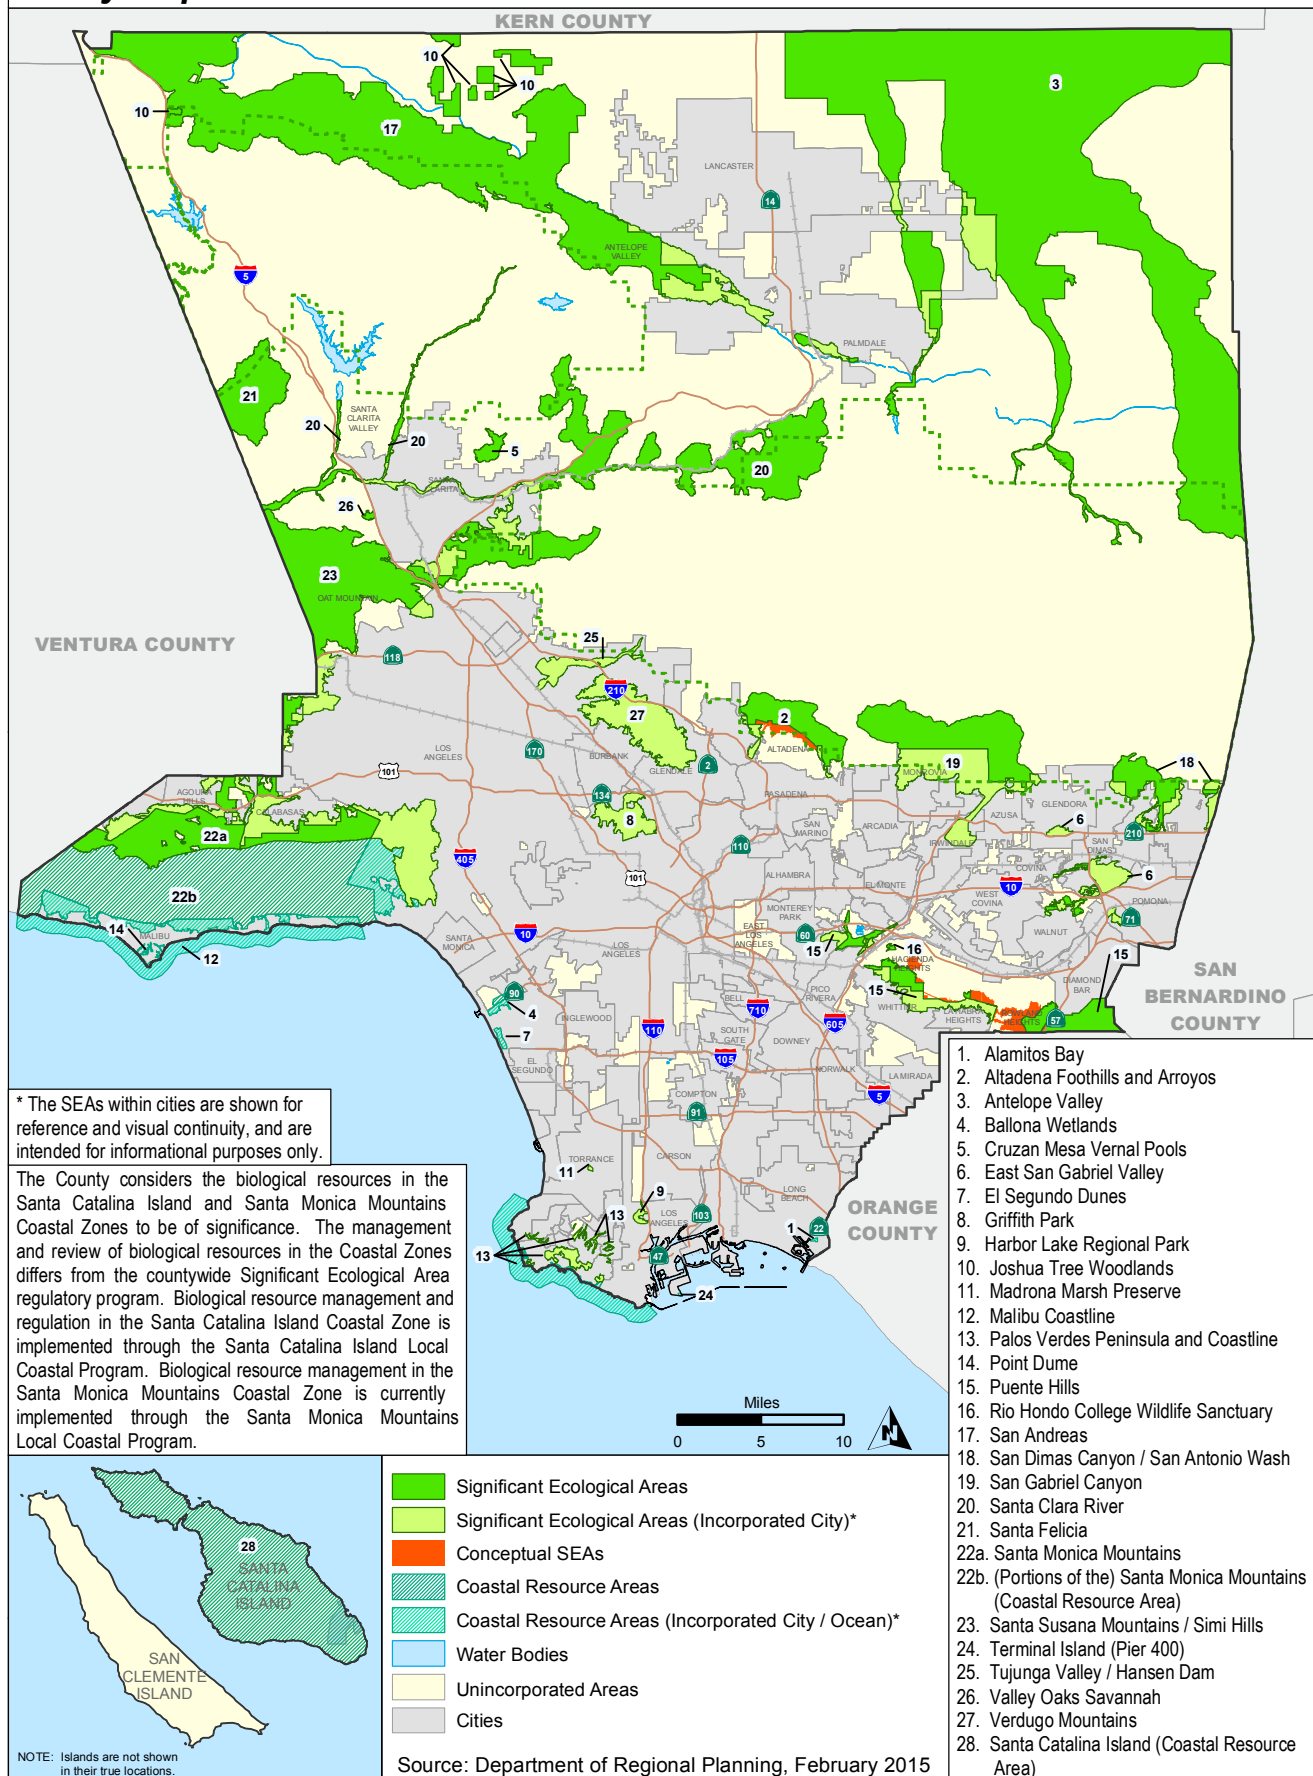 KERN COUNTY
10
10
3
10
17
LANCASTER
14
ANTELOPE
VALLEY
5
PALMDALE
21
SANTA
CLARITA
VALLEY
20
20
5
20
SANTA
CLARITA
26
23
OAT MOUNTAIN
VENTURA COUNTY
25
118
210
27
2
ALTADENA
LOS
ANGELES
170
BURBANK
GLENDALE
2
19
MONROVIA
18
101
AGOURA
HILLS
CALABASAS
134
PASADENA
8
GLENDORA
AZUSA
6
210
22a
SAN
MARINO
ARCADIA
IRWINDALE
SAN
DIMAS
405
110
101
ALHAMBRA
EL MONTE
COVINA
10
6
22b
WEST
COVINA
POMONA
MONTEREY
PARK
71
14
MALIBU
12
SANTA
MONICA
10
LOS
ANGELES
EAST
LOS
ANGELES
60
15
WALNUT
16
HACIENDA
HEIGHTS
15
DIAMOND
BAR
SAN
BERNARDINO
COUNTY
90
4
INGLEWOOD
BELL
710
PICO
RIVERA
15
WHITTIER
LA HABRA
HEIGHTS
ROWLAND
HEIGHTS
57
7
110
SOUTH
GATE
605
DOWNEY
EL
SEGUNDO
105
NORWALK
LA MIRADA
5
COMPTON
91
TORRANCE
11
CARSON
9
LONG
BEACH
13
LOS
ANGELES
103
1
22
ORANGE
COUNTY
13
47
24
* The SEAs within cities are shown for
reference and visual continuity, and are
intended for informational purposes only.
The County considers the biological resources in the
Santa Catalina Island and Santa Monica Mountains
Coastal Zones to be of significance. The management
and review of biological resources in the Coastal Zones
differs from the countywide Significant Ecological Area
regulatory program. Biological resource management and
regulation in the Santa Catalina Island Coastal Zone is
implemented through the Santa Catalina Island Local
Coastal Program. Biological resource management in the
Santa Monica Mountains Coastal Zone is currently
implemented through the Santa Monica Mountains
Local Coastal Program.
Miles
0 5 10
N
1. Alamitos Bay
2. Altadena Foothills and Arroyos
3. Antelope Valley
4. Ballona Wetlands
5. Cruzan Mesa Vernal Pools
6. East San Gabriel Valley
7. El Segundo Dunes
8. Griffith Park
9. Harbor Lake Regional Park
10. Joshua Tree Woodlands
11. Madrona Marsh Preserve
12. Malibu Coastline
13. Palos Verdes Peninsula and Coastline
14. Point Dume
15. Puente Hills
16. Rio Hondo College Wildlife Sanctuary
17. San Andreas
18. San Dimas Canyon / San Antonio Wash
19. San Gabriel Canyon
20. Santa Clara River
21. Santa Felicia
22a. Santa Monica Mountains
22b. (Portions of the) Santa Monica Mountains
(Coastal Resource Area)
23. Santa Susana Mountains / Simi Hills
24. Terminal Island (Pier 400)
25. Tujunga Valley / Hansen Dam
26. Valley Oaks Savannah
27. Verdugo Mountains
28. Santa Catalina Island (Coastal Resource
Area)
28
SANTA
CATALINA
ISLAND
SAN
CLEMENTE
ISLAND
NOTE: Islands are not shown
in their true locations.
Significant Ecological Areas
Significant Ecological Areas (Incorporated City)*
Conceptual SEAs
Coastal Resource Areas
Coastal Resource Areas (Incorporated City / Ocean)*
Water Bodies
Unincorporated Areas
Cities
Source: Department of Regional Planning, February 2015